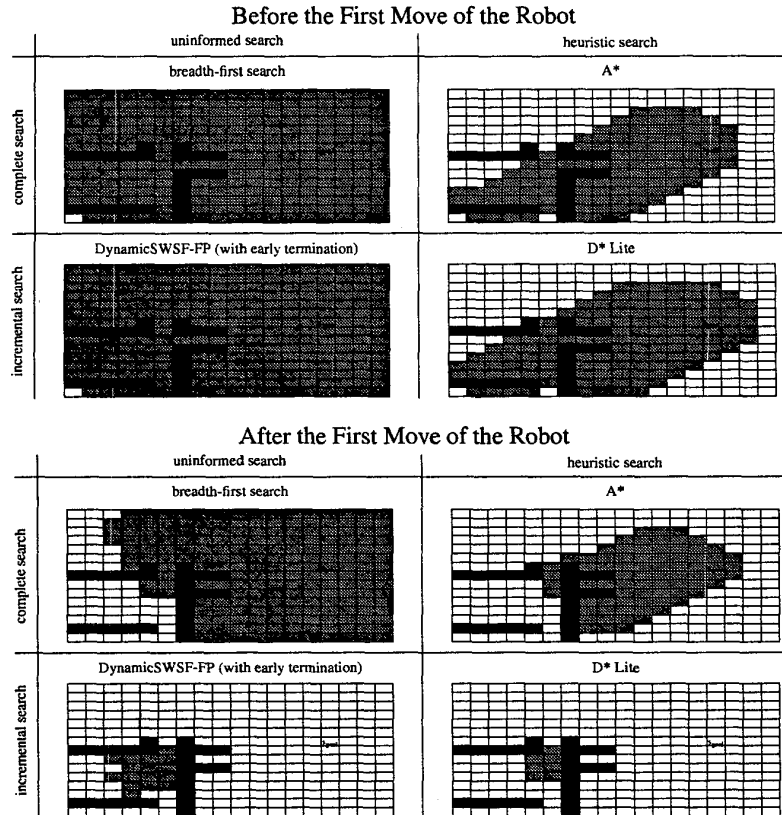 Before the First Move of the Robot
uninformed search
heuristic search
complete search
breadth-first search
A*
incremental search
DynamicSWSF-FP (with early termination)
D* Lite
After the First Move of the Robot
uninformed search
heuristic search
complete search
breadth-first search
A*
incremental search
DynamicSWSF-FP (with early termination)
D* Lite